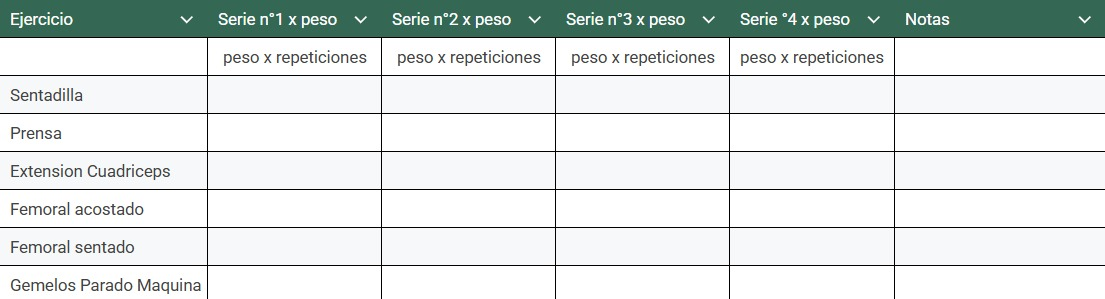 Ejercicio Serie n°1 x peso Serie n°2 x peso Serie n°3 x peso Serie °4 x peso Notas
peso x repeticiones peso x repeticiones peso x repeticiones peso x repeticiones
Sentadilla
Prensa
Extension Cuadriceps
Femoral acostado
Femoral sentado
Gemelos Parado Maquina